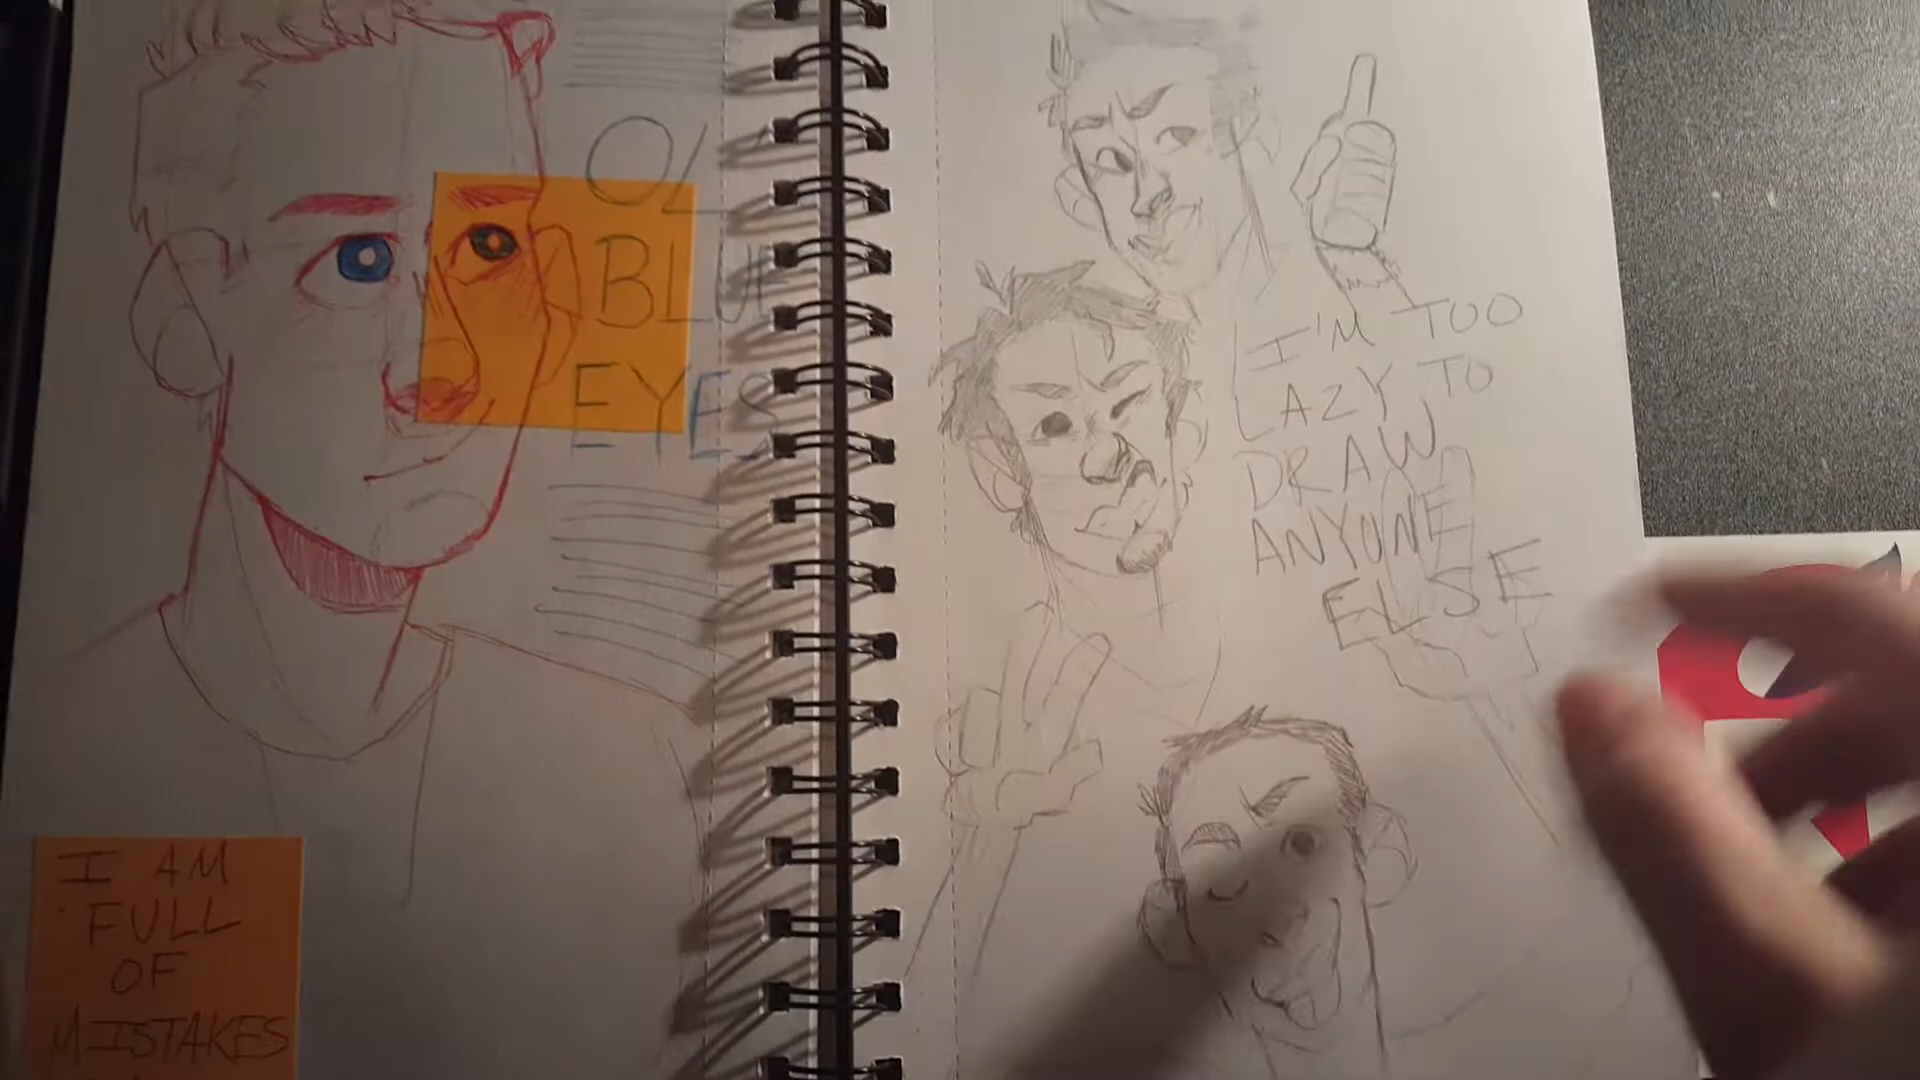 OL
BLUE
EYES
I AM
FULL
OF
MISTAKES
I'M TOO
LAZY TO
DRAW
ANYONE
ELSE